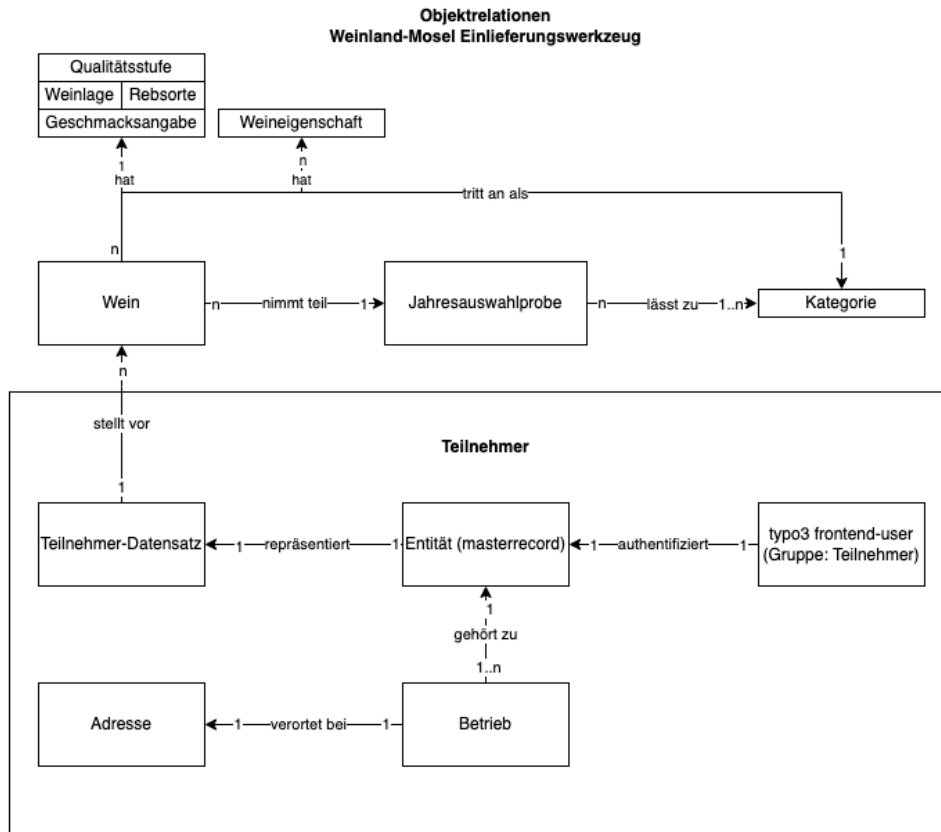 Objektrelationen
Weinland-Mosel Einlieferungswerkzeug
Qualitätsstufe
Weinlage Rebsorte
Geschmacksangabe
Weineigenschaft
1
hat
n
hat
tritt an als
n
1
Wein
n nimmt teil 1
Jahresauswahlprobe
n lässt zu 1..n
Kategorie
n
stellt vor
1
Teilnehmer
Teilnehmer-Datensatz
1 repräsentiert 1
Entität (masterrecord)
1 authentifiziert 1
typo3 frontend-user
(Gruppe: Teilnehmer)
1
gehört zu
1..n
Adresse
1 verortet bei 1
Betrieb